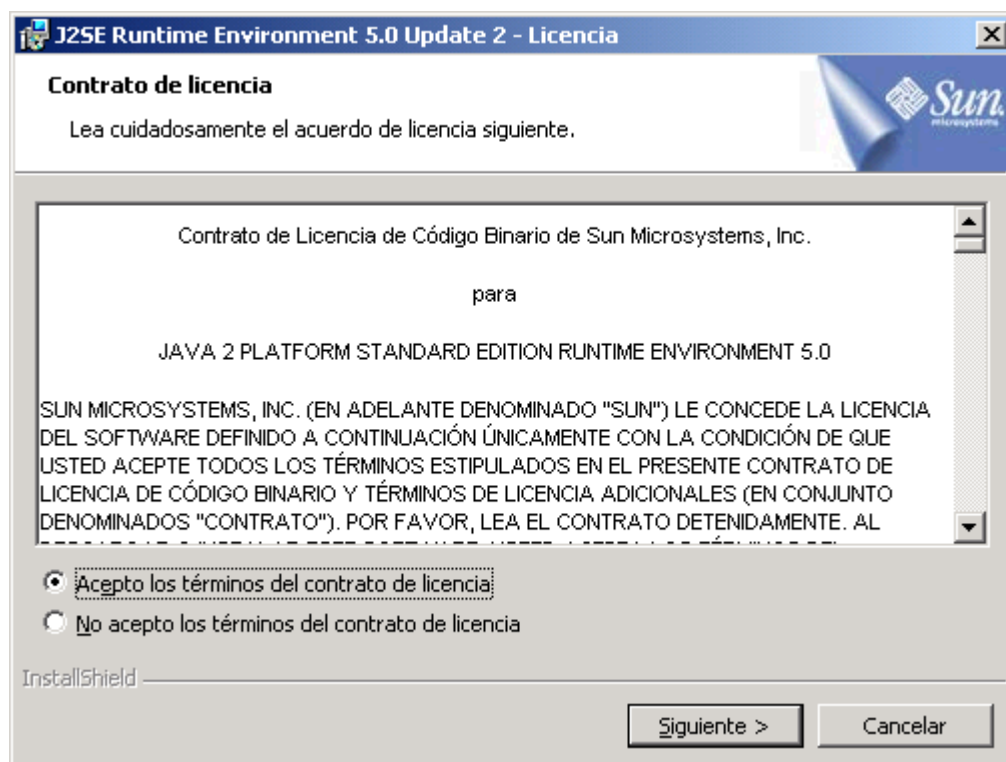 J2SE Runtime Environment 5.0 Update 2 - Licencia
Contrato de licencia
Lea cuidadosamente el acuerdo de licencia siguiente.
Sun
microsystems
Contrato de Licencia de Código Binario de Sun Microsystems, Inc.
para
JAVA 2 PLATFORM STANDARD EDITION RUNTIME ENVIRONMENT 5.0
SUN MICROSYSTEMS, INC. (EN ADELANTE DENOMINADO "SUN") LE CONCEDE LA LICENCIA
DEL SOFTWARE DEFINIDO A CONTINUACIÓN ÚNICAMENTE CON LA CONDICIÓN DE QUE
USTED ACEPTE TODOS LOS TÉRMINOS ESTIPULADOS EN EL PRESENTE CONTRATO DE
LICENCIA DE CÓDIGO BINARIO Y TÉRMINOS DE LICENCIA ADICIONALES (EN CONJUNTO
DENOMINADOS "CONTRATO"). POR FAVOR, LEA EL CONTRATO DETENIDAMENTE. AL
Acepto los términos del contrato de licencia
No acepto los términos del contrato de licencia
InstallShield
Siguiente >
Cancelar